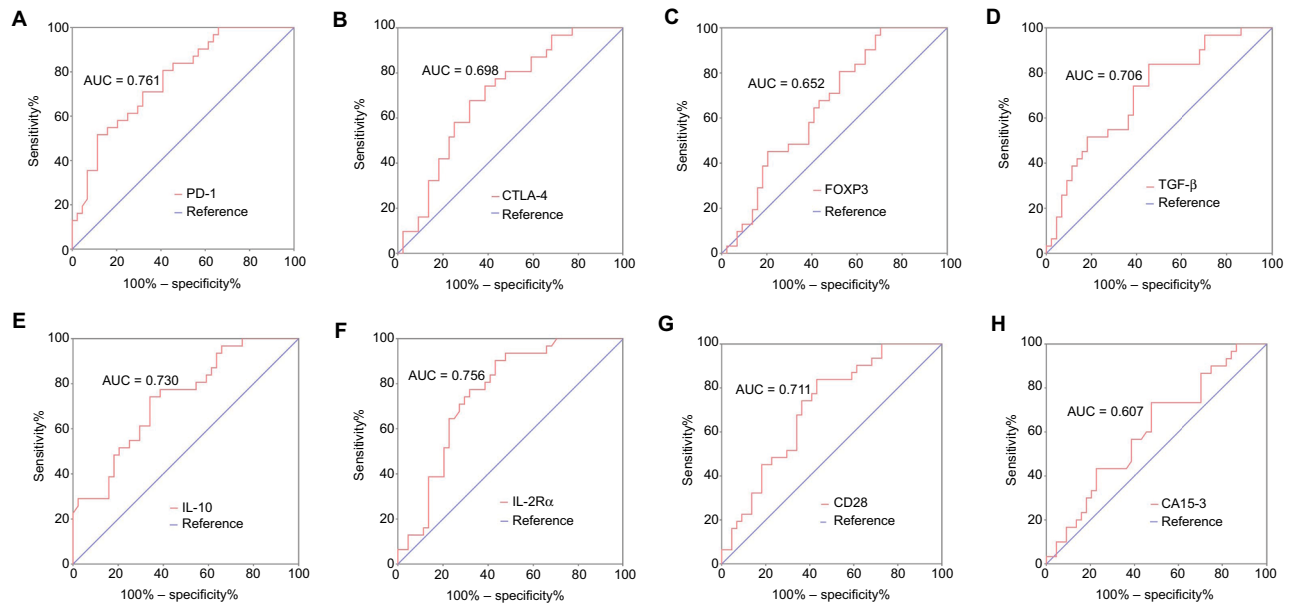 A
100
80
60
40
20
0
Sensitivity%
AUC = 0.761
PD-1
Reference
0 20 40 60 80 100
100% – specificity%
B
100
80
60
40
20
0
Sensitivity%
AUC = 0.698
CTLA-4
Reference
0 20 40 60 80 100
100% – specificity%
C
100
80
60
40
20
0
Sensitivity%
AUC = 0.652
FOXP3
Reference
0 20 40 60 80 100
100% – specificity%
D
100
80
60
40
20
0
Sensitivity%
AUC = 0.706
TGF-β
Reference
0 20 40 60 80 100
100% – specificity%
E
100
80
60
40
20
0
Sensitivity%
AUC = 0.730
IL-10
Reference
0 20 40 60 80 100
100% – specificity%
F
100
80
60
40
20
0
Sensitivity%
AUC = 0.756
IL-2Rα
Reference
0 20 40 60 80 100
100% – specificity%
G
100
80
60
40
20
0
Sensitivity%
AUC = 0.711
CD28
Reference
0 20 40 60 80 100
100% – specificity%
H
100
80
60
40
20
0
Sensitivity%
AUC = 0.607
CA15-3
Reference
0 20 40 60 80 100
100% – specificity%